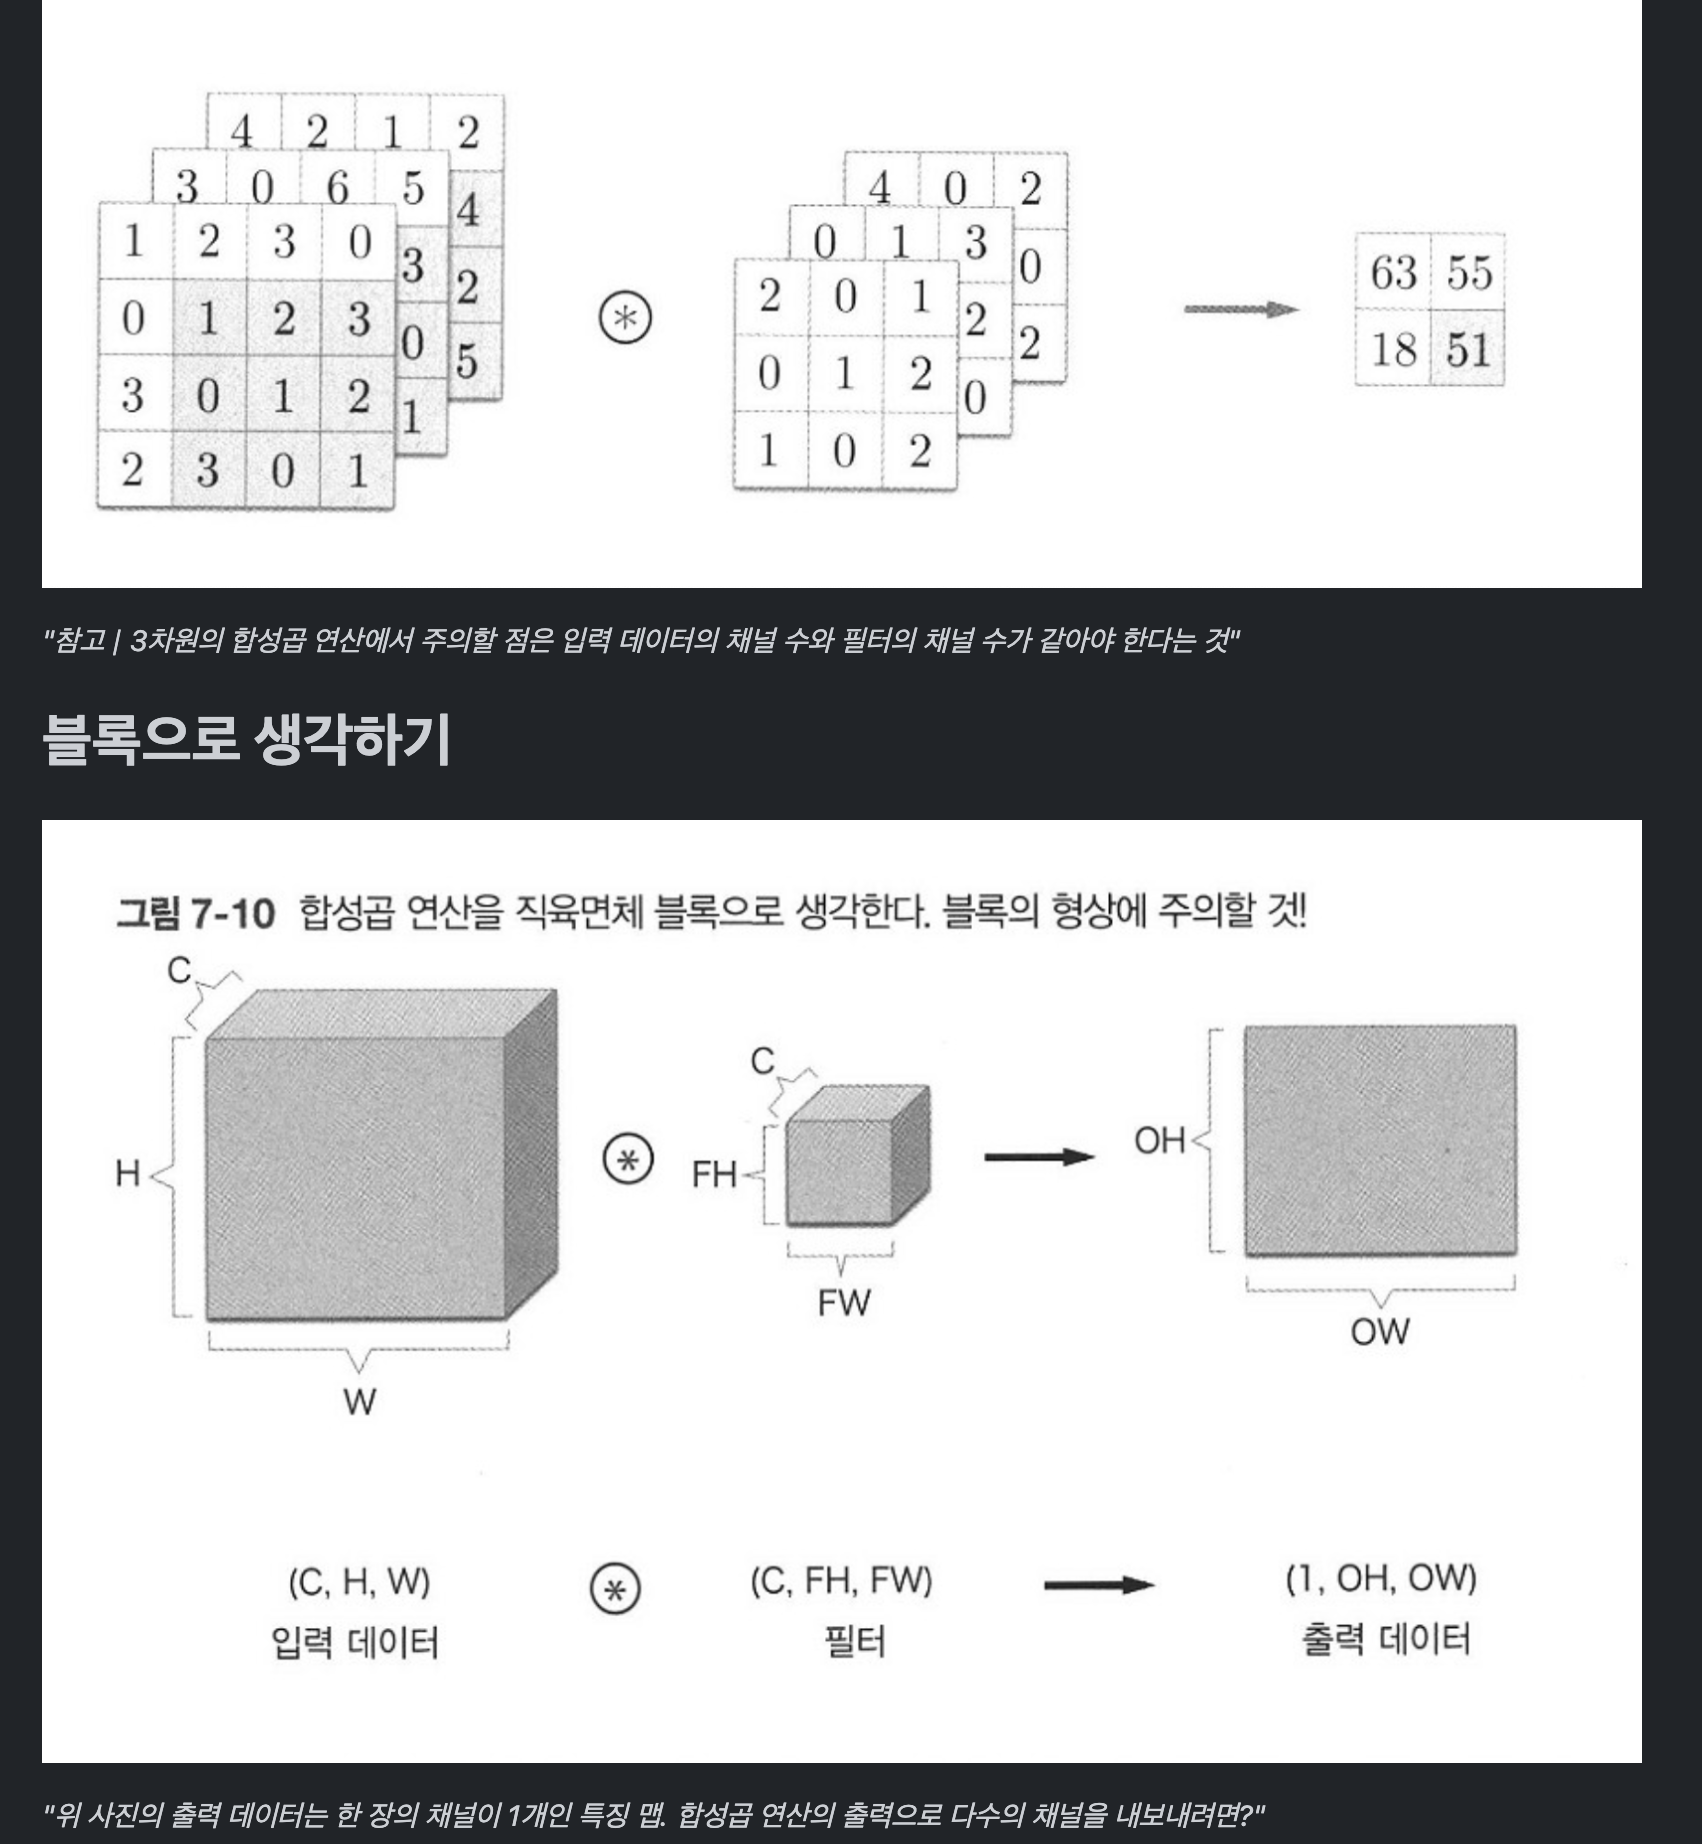 4 2 1 2
3 0 6 5
4
1 2 3 0
3
2
0 1 2 3
0
5
3 0 1 2
1
2 3 0 1
*
4 0 2
0 1 3
0
2 0 1
2
2
0 1 2
0
1 0 2
63 55
18 51
"참고 | 3차원의 합성곱 연산에서 주의할 점은 입력 데이터의 채널 수와 필터의 채널 수가 같아야 한다는 것"
블록으로 생각하기
그림 7-10 합성곱 연산을 직육면체 블록으로 생각한다. 블록의 형상에 주의할 것!
C
H
W
*
C
FH
FW
OH
OW
(C, H, W) * (C, FH, FW) (1, OH, OW)
입력 데이터 필터 출력 데이터
"위 사진의 출력 데이터는 한 장의 채널이 1개인 특징 맵. 합성곱 연산의 출력으로 다수의 채널을 내보내려면?"